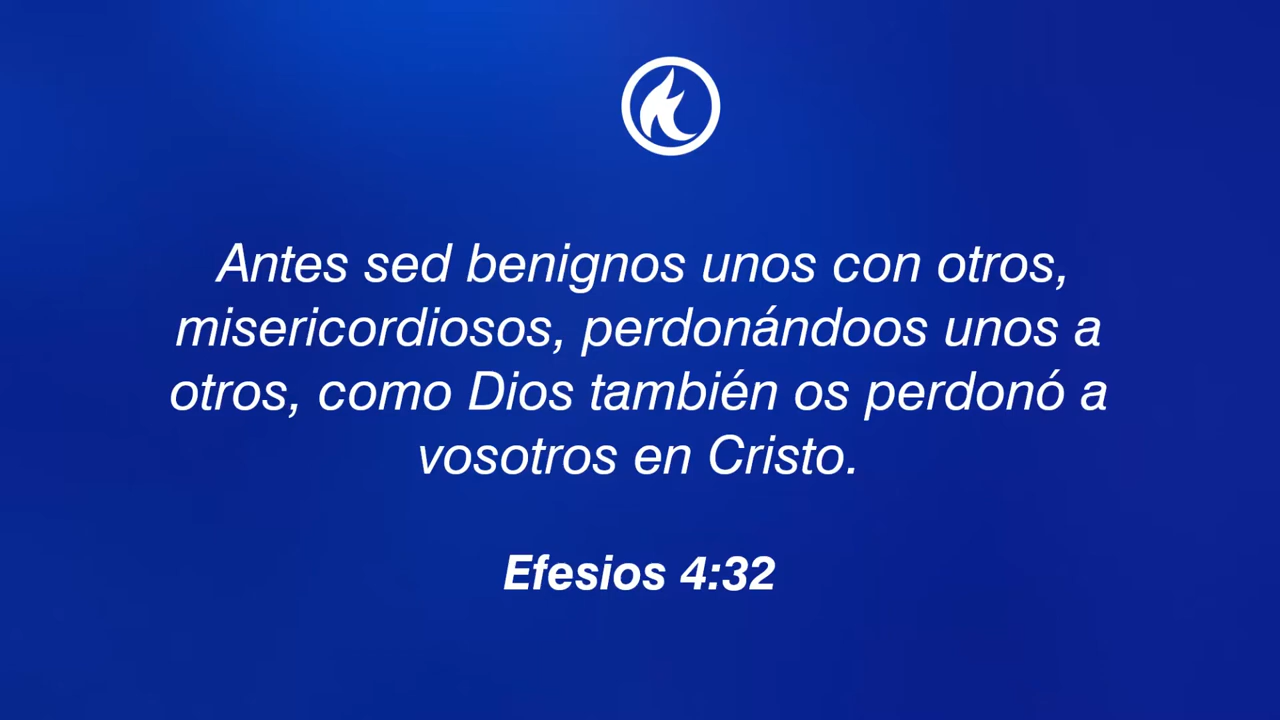 Antes sed benignos unos con otros,
misericordiosos, perdonándoos unos a
otros, como Dios también os perdonó a
vosotros en Cristo.
Efesios 4:32